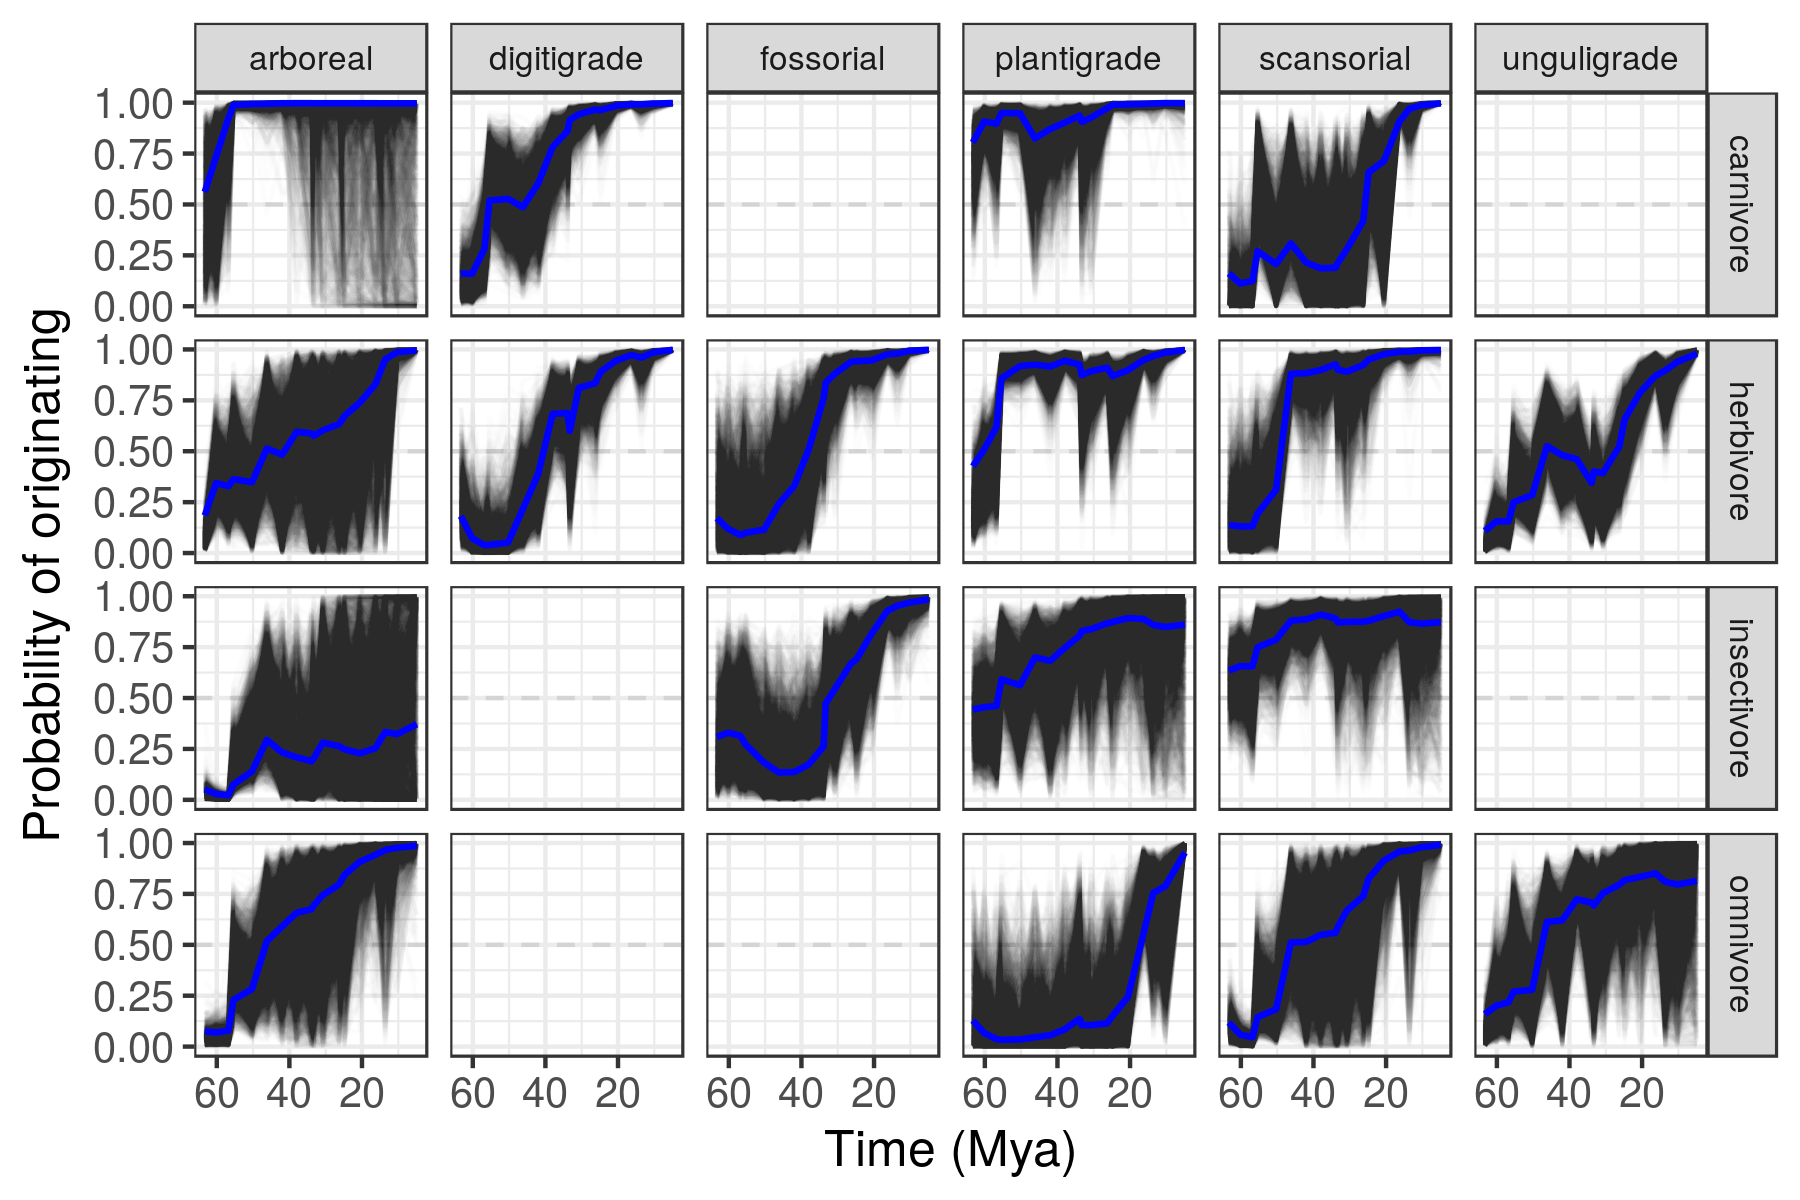 arboreal digitigrade fossorial plantigrade scansorial unguligrade
1.00
0.75
0.50
0.25
0.00
carnivore
1.00
0.75
0.50
0.25
0.00
herbivore
1.00
0.75
0.50
0.25
0.00
insectivore
1.00
0.75
0.50
0.25
0.00
omnivore
Probability of originating
60 40 20 60 40 20 60 40 20 60 40 20 60 40 20 60 40 20
Time (Mya)